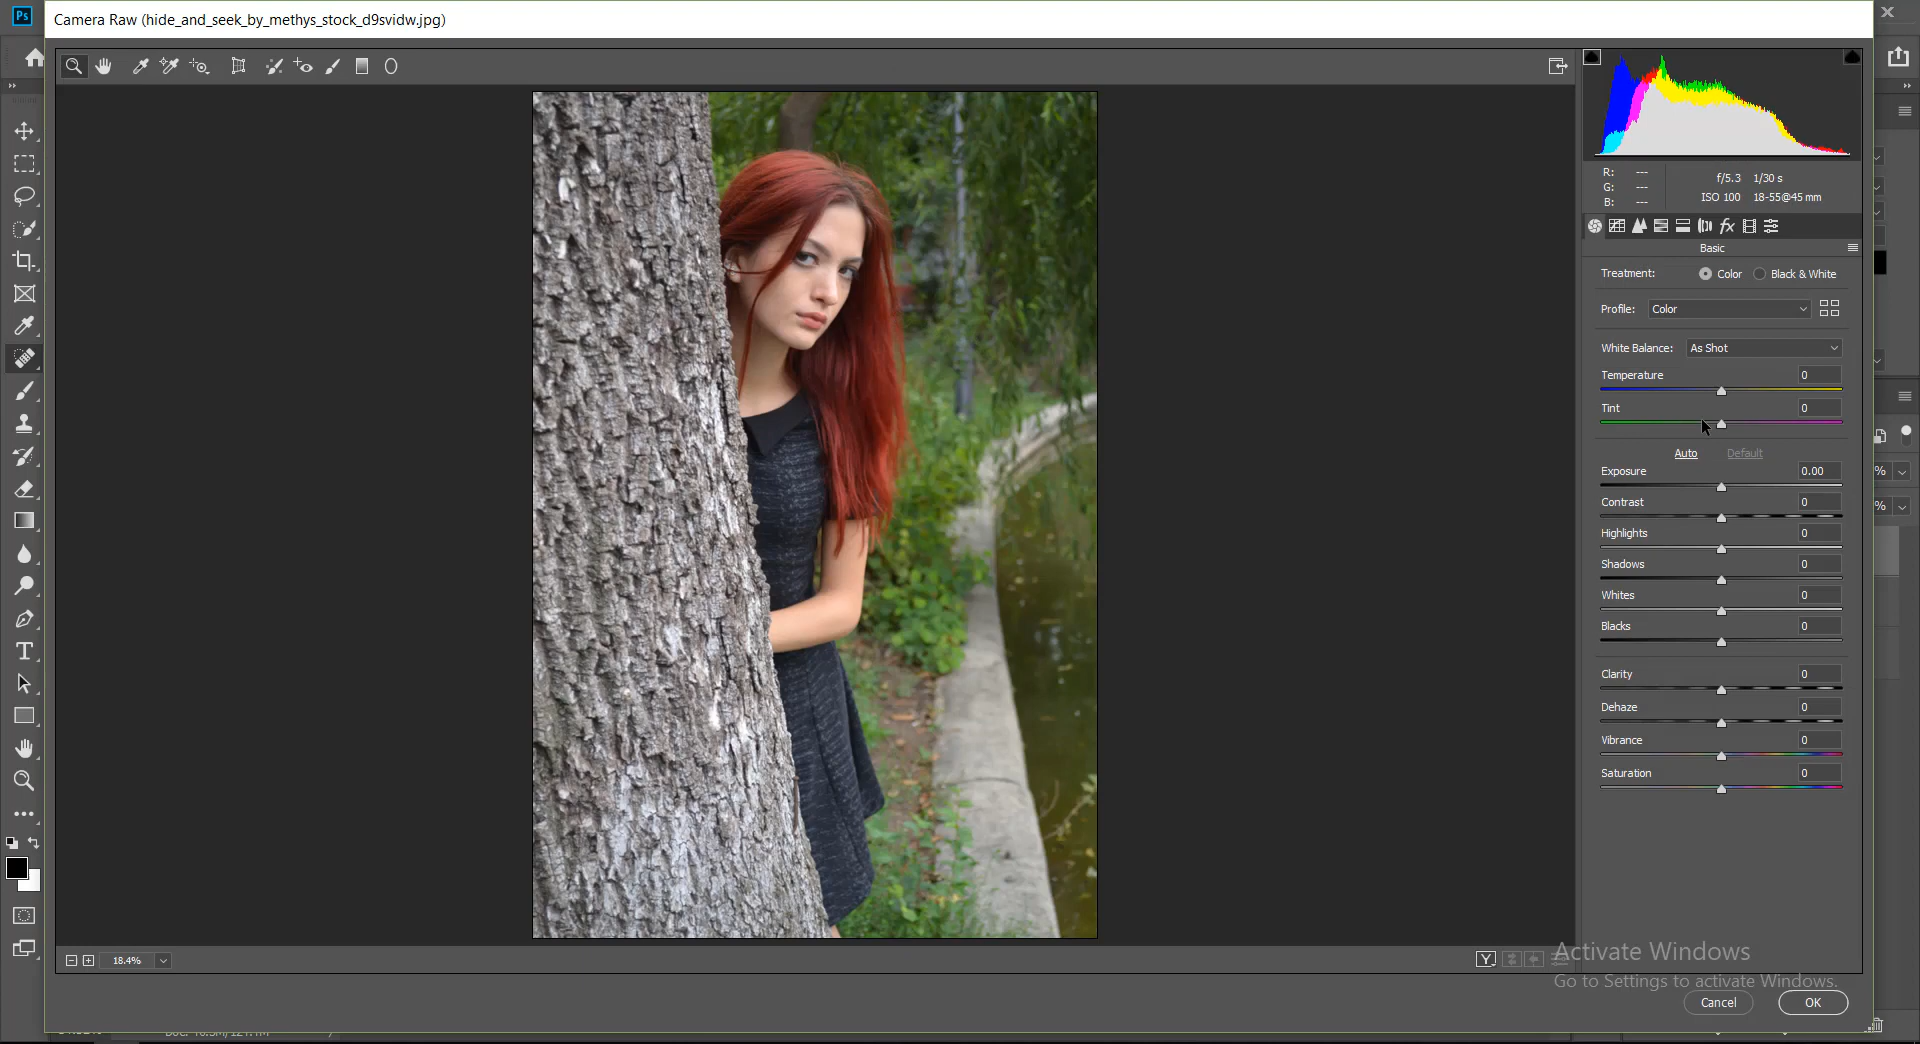 Ps
Camera Raw (hide_and_seek_by_methys_stock_d9svidw.jpg)
R: ---
G: ---
B: ---
f/5.3 1/30 s
ISO 100 18-55@45 mm
fx
Basic
Treatment: Color Black & White
Profile: Color
White Balance: As Shot
Temperature 0
Tint 0
Auto Default
Exposure 0.00
Contrast 0
Highlights 0
Shadows 0
Whites 0
Blacks 0
Clarity 0
Dehaze 0
Vibrance 0
Saturation 0
%
%
T
18.4%
Y
Activate Windows
Go to Settings to activate Windows.
Cancel OK